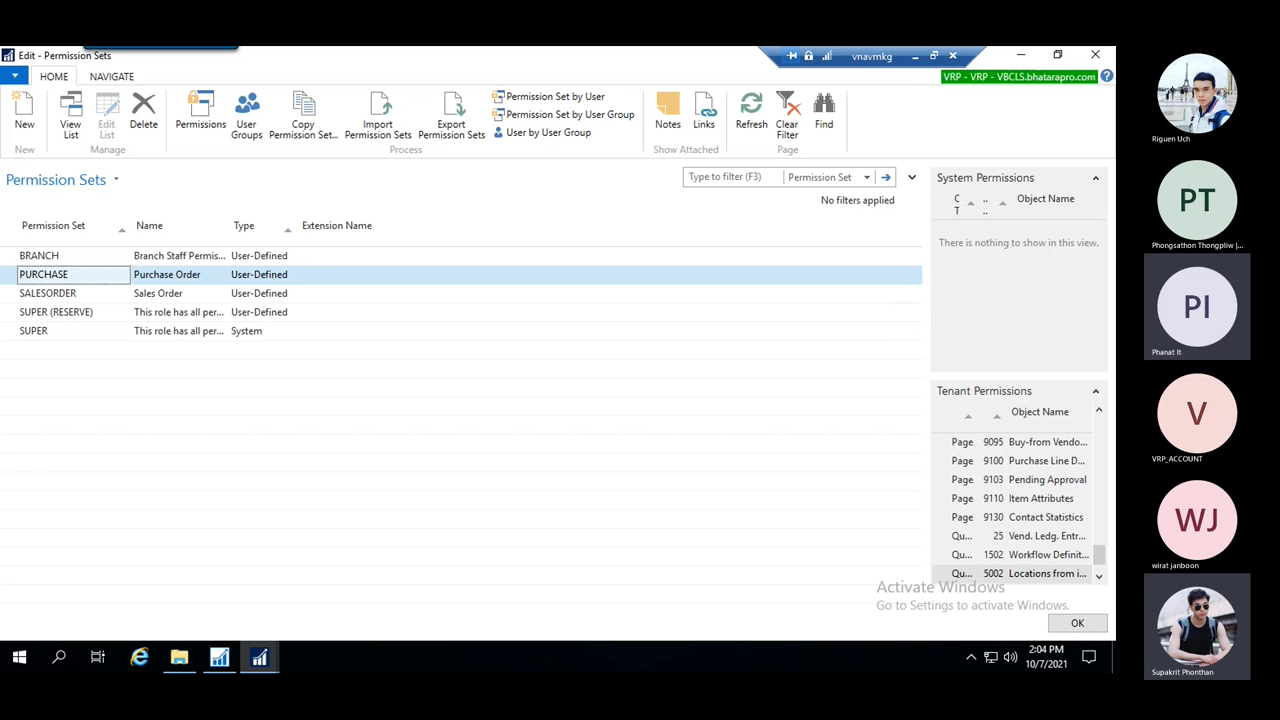 Edit - Permission Sets
vnavmkg
HOME
NAVIGATE
VRP - VRP - VBCLS.bhatarapro.com
New
View
List
Edit
List
Delete
Permissions
User
Groups
Copy
Permission Set...
Import
Permission Sets
Export
Permission Sets
Permission Set by User
Permission Set by User Group
User by User Group
Notes
Links
Refresh
Clear
Filter
Find
New
Manage
Process
Show Attached
Page
Permission Sets
Type to filter (F3)
Permission Set
No filters applied
Permission Set
Name
Type
Extension Name
BRANCH
Branch Staff Permis...
User-Defined
PURCHASE
Purchase Order
User-Defined
SALESORDER
Sales Order
User-Defined
SUPER (RESERVE)
This role has all per...
User-Defined
SUPER
This role has all per...
System
System Permissions
C
T
..
..
Object Name
There is nothing to show in this view.
Tenant Permissions
Object Name
Page 9095 Buy-from Vendo...
Page 9100 Purchase Line D...
Page 9103 Pending Approval
Page 9110 Item Attributes
Page 9130 Contact Statistics
Qu... 25 Vend. Ledg. Entr...
Qu... 1502 Workflow Definit...
Qu... 5002 Locations from i...
Activate Windows
Go to Settings to activate Windows.
OK
2:04 PM
10/7/2021
Riguen Uch
PT
Phongsathon Thongpliw |...
PI
Phanat It
V
VRP_ACCOUNT
WJ
wirat janboon
Supakrit Phonthan